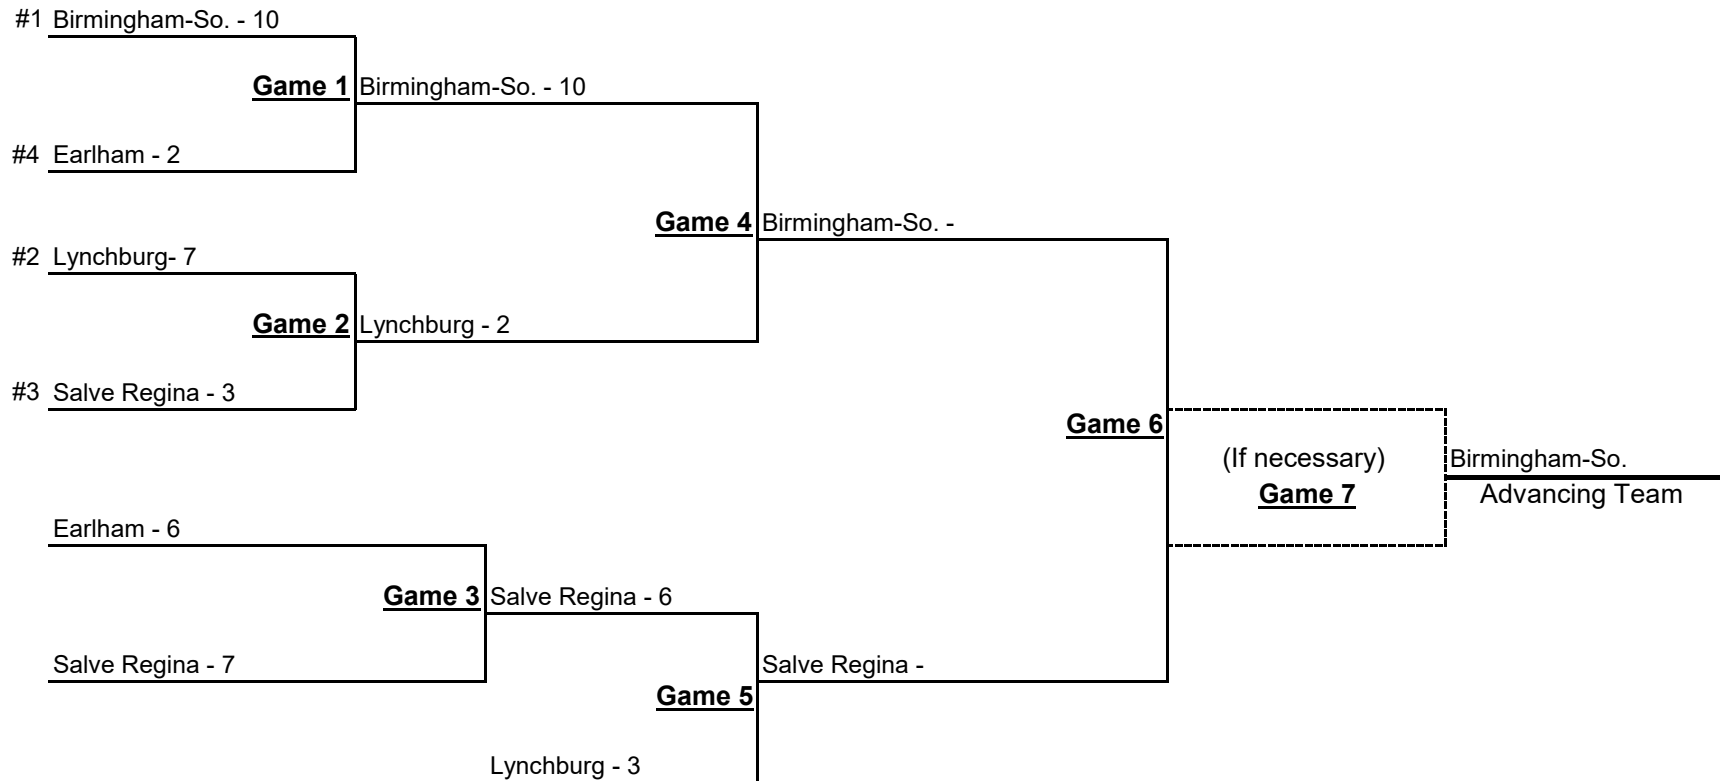 #1 Birmingham-So. - 10
Game 1 Birmingham-So. - 10
#4 Earlham - 2
Game 4 Birmingham-So. -
#2 Lynchburg- 7
Game 2 Lynchburg - 2
#3 Salve Regina - 3
Game 6
(If necessary)
Game 7
Birmingham-So.
Advancing Team
Earlham - 6
Game 3 Salve Regina - 6
Salve Regina - 7
Salve Regina -
Game 5
Lynchburg - 3